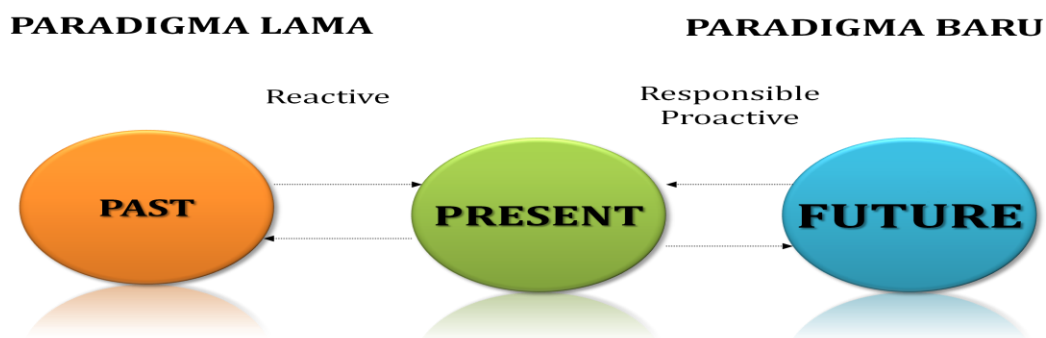 PARADIGMA LAMA
PARADIGMA BARU
Reactive
Responsible
Proactive
PAST
PRESENT
FUTURE